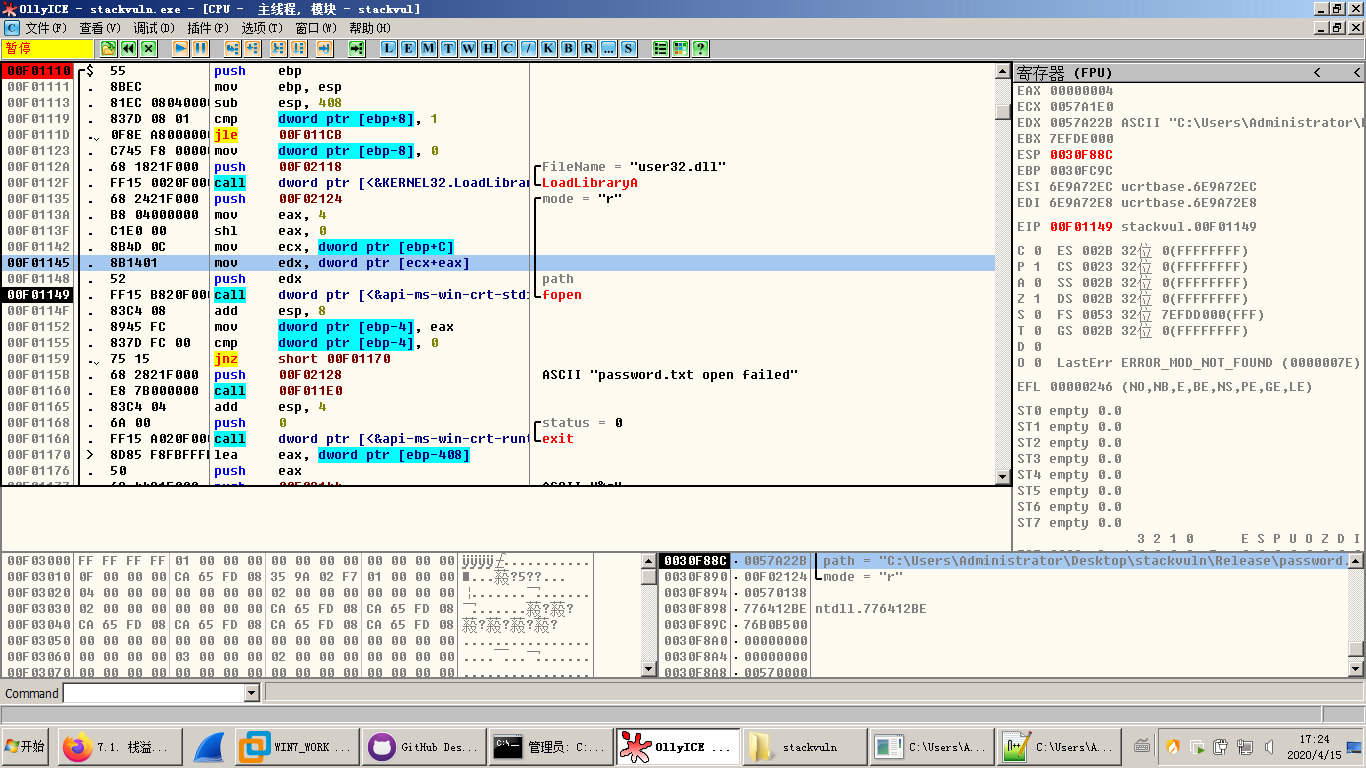 OllyICE - stackvuln.exe - [CPU - 主线程, 模块 - stackvul]
C 文件(F) 查看(V) 调试(D) 插件(P) 选项(T) 窗口(W) 帮助(H)
暂停 L E M T W H C / K B R ... S ?
00F01110 $ 55 push ebp
00F01111 . 8BEC mov ebp, esp
00F01113 . 81EC 08040000 sub esp, 408
00F01119 . 837D 08 01 cmp dword ptr [ebp+8], 1
00F0111D . 0F8E A8000000 jle 00F011CB
00F01123 . C745 F8 0000 mov dword ptr [ebp-8], 0
00F0112A . 68 1821F000 push 00F02118 FileName = "user32.dll"
00F0112F . FF15 0020F00 call dword ptr [<&KERNEL32.LoadLibrar LoadLibraryA
00F01135 . 68 2421F000 push 00F02124 mode = "r"
00F0113A . B8 04000000 mov eax, 4
00F0113F . C1E0 00 shl eax, 0
00F01142 . 8B4D 0C mov ecx, dword ptr [ebp+C]
00F01145 . 8B1401 mov edx, dword ptr [ecx+eax]
00F01148 . 52 push edx path
00F01149 . FF15 B820F00 call dword ptr [<&api-ms-win-crt-std fopen
00F0114F . 83C4 08 add esp, 8
00F01152 . 8945 FC mov dword ptr [ebp-4], eax
00F01155 . 837D FC 00 cmp dword ptr [ebp-4], 0
00F01159 . 75 15 jnz short 00F01170
00F0115B . 68 2821F000 push 00F02128 ASCII "password.txt open failed"
00F01160 . E8 7B000000 call 00F011E0
00F01165 . 83C4 04 add esp, 4
00F01168 . 6A 00 push 0 status = 0
00F0116A . FF15 A020F00 call dword ptr [<&api-ms-win-crt-run exit
00F01170 > 8D85 F8FBFFF lea eax, dword ptr [ebp-408]
00F01176 . 50 push eax
寄存器 (FPU) < <
EAX 00000004
ECX 0057A1E0
EDX 0057A22B ASCII "C:\Users\Administrator\
EBX 7EFDE000
ESP 0030F88C
EBP 0030FC9C
ESI 6E9A72EC ucrtbase.6E9A72EC
EDI 6E9A72E8 ucrtbase.6E9A72E8
EIP 00F01149 stackvul.00F01149
C 0 ES 002B 32位 0(FFFFFFFF)
P 1 CS 0023 32位 0(FFFFFFFF)
A 0 SS 002B 32位 0(FFFFFFFF)
Z 1 DS 002B 32位 0(FFFFFFFF)
S 0 FS 0053 32位 7EFDD000(FFF)
T 0 GS 002B 32位 0(FFFFFFFF)
D 0
O 0 LastErr ERROR_MOD_NOT_FOUND (0000007E)
EFL 00000246 (NO,NB,E,BE,NS,PE,GE,LE)
ST0 empty 0.0
ST1 empty 0.0
ST2 empty 0.0
ST3 empty 0.0
ST4 empty 0.0
ST5 empty 0.0
ST6 empty 0.0
ST7 empty 0.0
3 2 1 0 E S P U O Z D I
00F03000 FF FF FF FF 01 00 00 00 00 00 00 00 00 00 00 00
00F03010 0F 00 00 00 CA 65 FD 08 35 9A 02 F7 01 00 00 00
00F03020 04 00 00 00 00 00 00 00 02 00 00 00 00 00 00 00
00F03030 02 00 00 00 00 00 00 00 CA 65 FD 08 CA 65 FD 08
00F03040 CA 65 FD 08 CA 65 FD 08 CA 65 FD 08 CA 65 FD 08
00F03050 00 00 00 00 00 00 00 00 00 00 00 00 00 00 00 00
00F03060 00 00 00 00 03 00 00 00 02 00 00 00 00 00 00 00
00F03070 00 00 00 00 00 00 00 00 00 00 00 00 00 00 00 00
0030F88C 0057A22B path = "C:\Users\Administrator\Desktop\stackvuln\Release\password.
0030F890 00F02124 mode = "r"
0030F894 00570138
0030F898 776412BE ntdll.776412BE
0030F89C 76B0B500
0030F8A0 00000000
0030F8A4 00000000
0030F8A8 00570000
Command
开始 7.1. 栈溢... WIN7_WORK ... GitHub Des... 管理员: C:... OllyICE ... stackvuln C:\Users\A... C:\Users\A... 17:24
2020/4/15